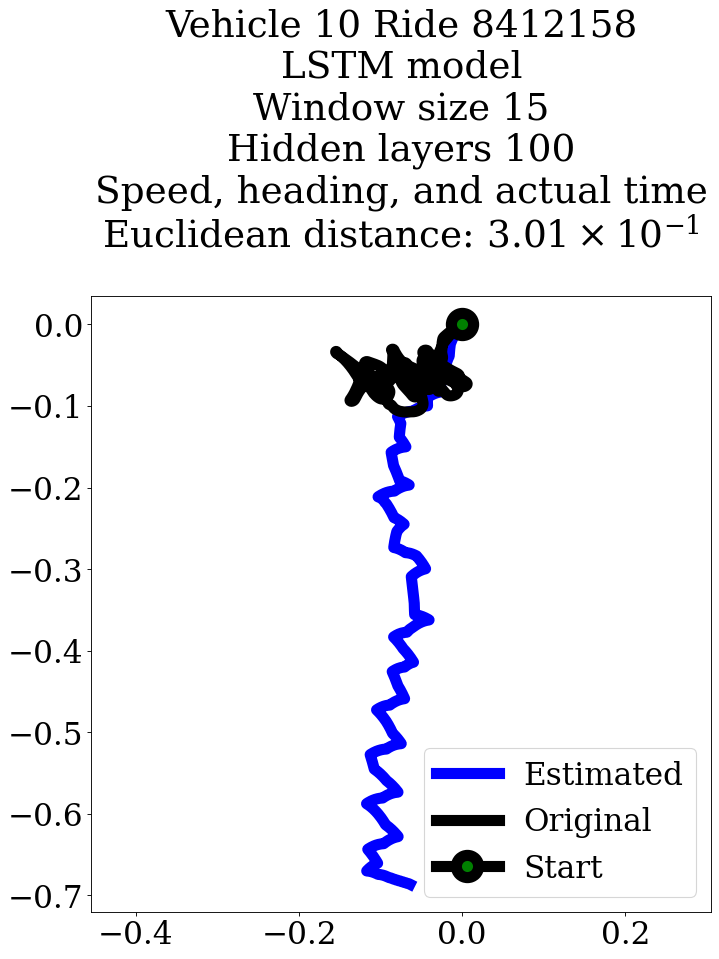 Vehicle 10 Ride 8412158
LSTM model
Window size 15
Hidden layers 100
Speed, heading, and actual time
Euclidean distance: 3.01 × 10⁻¹
0.0
−0.1
−0.2
−0.3
−0.4
−0.5
−0.6
−0.7
Estimated
Original
Start
−0.4 −0.2 0.0 0.2